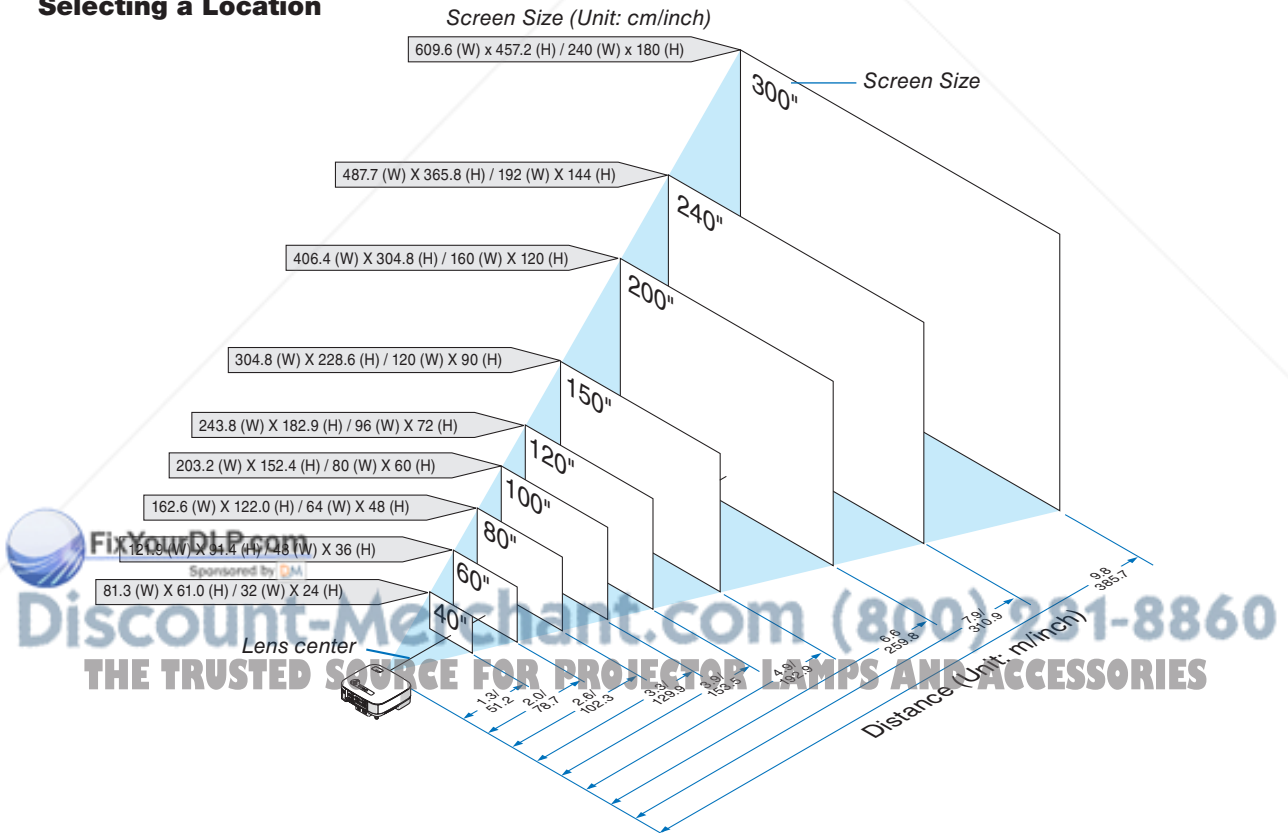 Selecting a Location
Screen Size (Unit: cm/inch)
609.6 (W) x 457.2 (H) / 240 (W) x 180 (H)
Screen Size
300"
487.7 (W) X 365.8 (H) / 192 (W) X 144 (H)
240"
406.4 (W) X 304.8 (H) / 160 (W) X 120 (H)
200"
304.8 (W) X 228.6 (H) / 120 (W) X 90 (H)
150"
243.8 (W) X 182.9 (H) / 96 (W) X 72 (H)
120"
203.2 (W) X 152.4 (H) / 80 (W) X 60 (H)
100"
162.6 (W) X 122.0 (H) / 64 (W) X 48 (H)
80"
FixYourDLP.com
121.9 (W) X 91.4 (H) / 48 (W) X 36 (H)
Sponsored by DM
60"
81.3 (W) X 61.0 (H) / 32 (W) X 24 (H)
40"
Discount-Merchant.com (800) 281-8860
Lens center
THE TRUSTED SOURCE FOR PROJECTOR LAMPS AND ACCESSORIES
1.3/
51.2
2.0/
78.7
2.6/
102.3
3.3/
129.9
3.9/
153.5
4.9/
192.9
6.6
259.8
7.9/
310.9
9.8
385.7
Distance (Unit: m/inch)